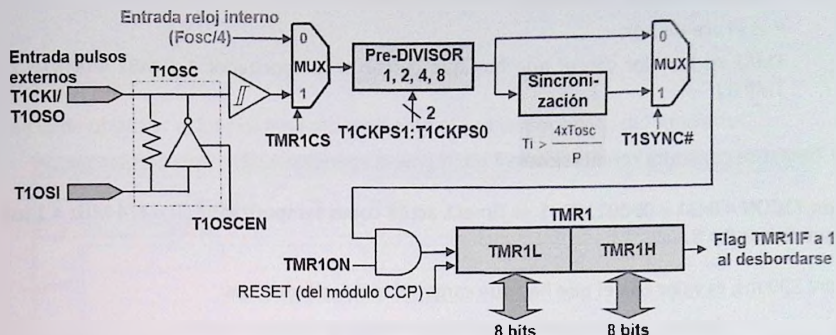 Entrada reloj interno
(Fosc/4)
Entrada pulsos
externos
T1CKI/
T1OSO
T1OSC
T1OSI
T1OSCEN
0
MUX
1
TMR1CS
Pre-DIVISOR
1, 2, 4, 8
2
T1CKPS1:T1CKPS0
Sincroni-
zación
Ti > 4xTosc
P
0
MUX
1
T1SYNC#
TMR1ON
RESET (del módulo CCP)
TMR1
TMR1L
TMR1H
8 bits
8 bits
Flag TMR1IF a 1
al desbordarse